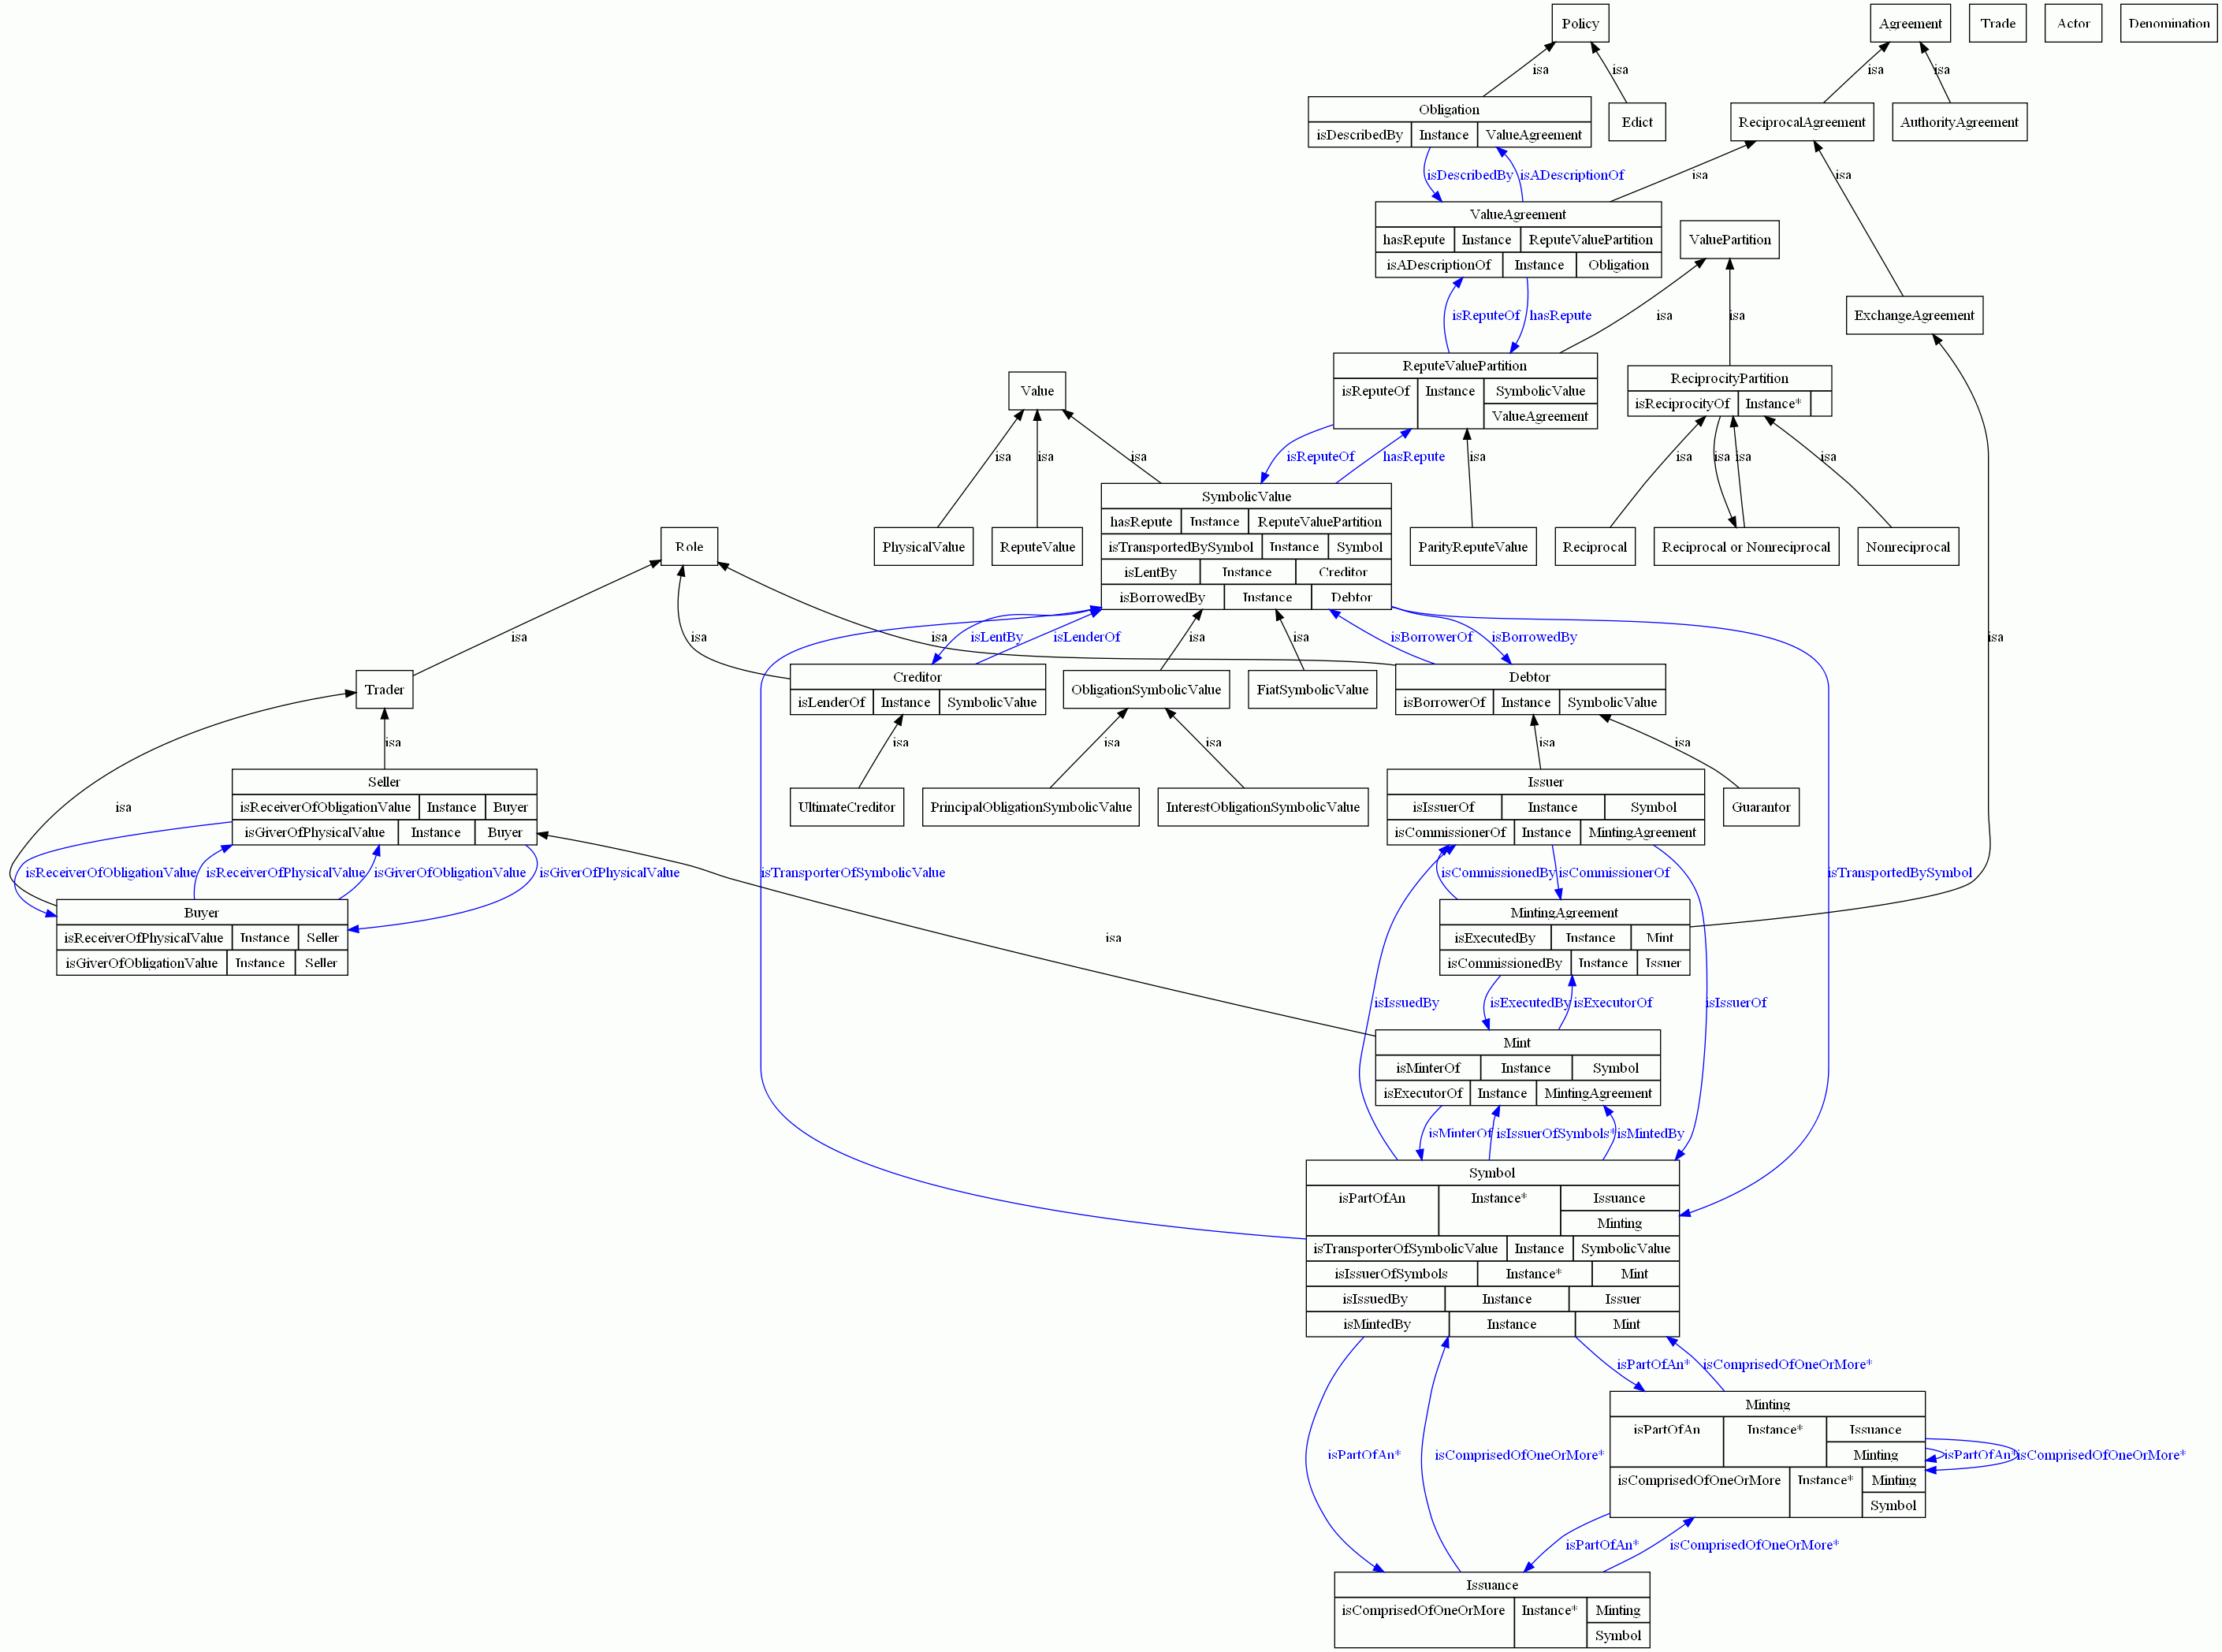 Policy
Agreement
Trade
Actor
Denomination
isa
isa
isa
isa
Obligation
isDescribedBy Instance ValueAgreement
Edict
ReciprocalAgreement
AuthorityAgreement
isDescribedBy
isADescriptionOf
isa
isa
ValueAgreement
hasRepute Instance ReputeValuePartition
isADescriptionOf Instance Obligation
ValuePartition
isReputeOf
hasRepute
isa
isa
ExchangeAgreement
ReputeValuePartition
isReputeOf Instance SymbolicValue
ValueAgreement
ReciprocityPartition
isReciprocityOf Instance*
Value
isa
isa
isa
isReputeOf
hasRepute
isa
isa
isa
isa
isa
SymbolicValue
hasRepute Instance ReputeValuePartition
isTransportedBySymbol Instance Symbol
isLentBy Instance Creditor
isBorrowedBy Instance Debtor
Role
PhysicalValue
ReputeValue
ParityReputeValue
Reciprocal
Reciprocal or Nonreciprocal
Nonreciprocal
isa
isa
isa
isLentBy
isLenderOf
isa
isa
isBorrowerOf
isBorrowedBy
isa
Trader
Creditor
isLenderOf Instance SymbolicValue
ObligationSymbolicValue
FiatSymbolicValue
Debtor
isBorrowerOf Instance SymbolicValue
isa
isa
isa
isa
isa
isa
Seller
isReceiverOfObligationValue Instance Buyer
isGiverOfPhysicalValue Instance Buyer
UltimateCreditor
PrincipalObligationSymbolicValue
InterestObligationSymbolicValue
Issuer
isIssuerOf Instance Symbol
isCommissionerOf Instance MintingAgreement
Guarantor
isa
isReceiverOfObligationValue
isReceiverOfPhysicalValue
isGiverOfObligationValue
isGiverOfPhysicalValue
isTransporterOfSymbolicValue
isCommissionedBy
isCommissionerOf
isTransportedBySymbol
Buyer
isReceiverOfPhysicalValue Instance Seller
isGiverOfObligationValue Instance Seller
isa
MintingAgreement
isExecutedBy Instance Mint
isCommissionedBy Instance Issuer
isIssuedBy
isExecutedBy
isExecutorOf
isIssuerOf
Mint
isMinterOf Instance Symbol
isExecutorOf Instance MintingAgreement
isMinterOf
isIssuerOfSymbols*
isMintedBy
Symbol
isPartOfAn Instance* Issuance
Minting
isTransporterOfSymbolicValue Instance SymbolicValue
isIssuerOfSymbols Instance* Mint
isIssuedBy Instance Issuer
isMintedBy Instance Mint
isPartOfAn*
isComprisedOfOneOrMore*
Minting
isPartOfAn Instance* Issuance
Minting
isComprisedOfOneOrMore Instance* Minting
Symbol
isPartOfAn*
isComprisedOfOneOrMore*
isPartOfAn*
isComprisedOfOneOrMore*
isPartOfAn*
isComprisedOfOneOrMore*
Issuance
isComprisedOfOneOrMore Instance* Minting
Symbol